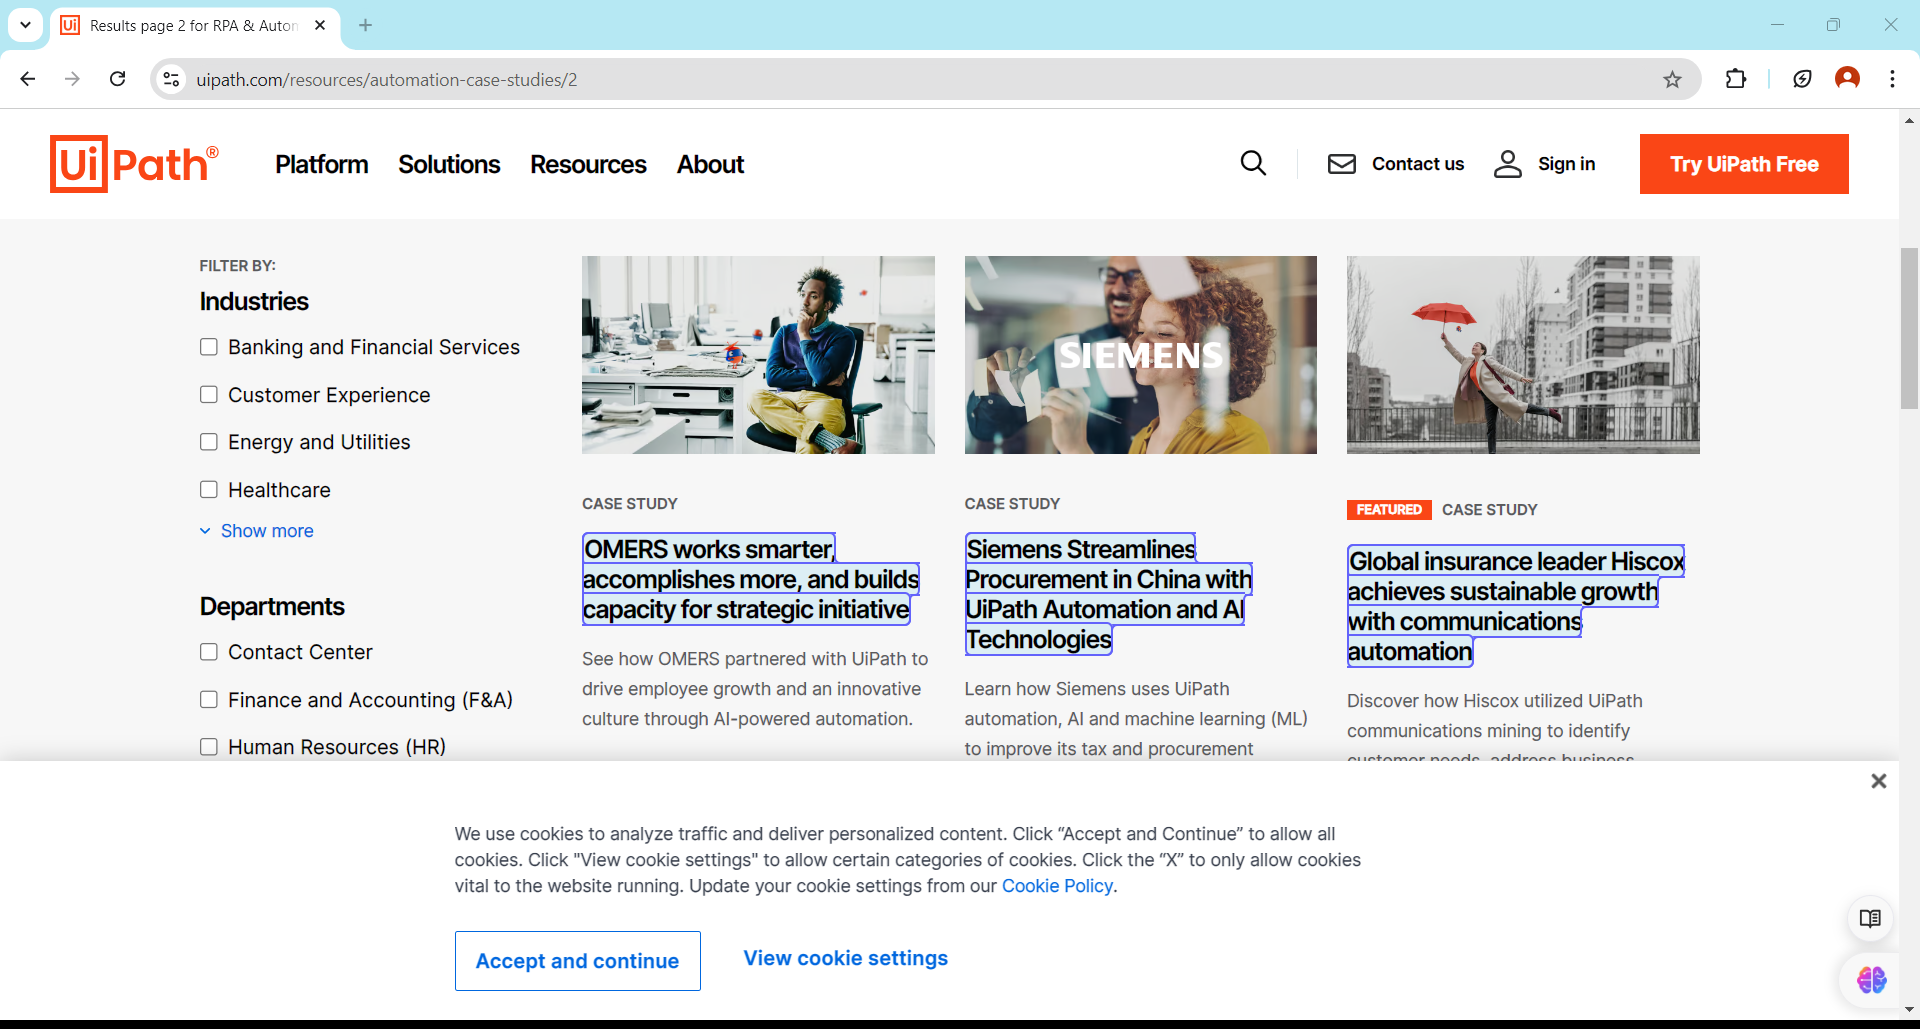 Results page 2 for RPA & Auton
uipath.com/resources/automation-case-studies/2
UiPath®
Platform
Solutions
Resources
About
Contact us
Sign in
Try UiPath Free
FILTER BY:
Industries
Banking and Financial Services
Customer Experience
Energy and Utilities
Healthcare
Show more
Departments
Contact Center
Finance and Accounting (F&A)
Human Resources (HR)
CASE STUDY
OMERS works smarter,
accomplishes more, and builds
capacity for strategic initiative
See how OMERS partnered with UiPath to
drive employee growth and an innovative
culture through AI-powered automation.
SIEMENS
CASE STUDY
Siemens Streamlines
Procurement in China with
UiPath Automation and AI
Technologies
Learn how Siemens uses UiPath
automation, AI and machine learning (ML)
to improve its tax and procurement
FEATURED CASE STUDY
Global insurance leader Hiscox
achieves sustainable growth
with communications
automation
Discover how Hiscox utilized UiPath
communications mining to identify
customer needs, address business
We use cookies to analyze traffic and deliver personalized content. Click “Accept and Continue” to allow all
cookies. Click "View cookie settings" to allow certain categories of cookies. Click the “X” to only allow cookies
vital to the website running. Update your cookie settings from our Cookie Policy.
Accept and continue
View cookie settings